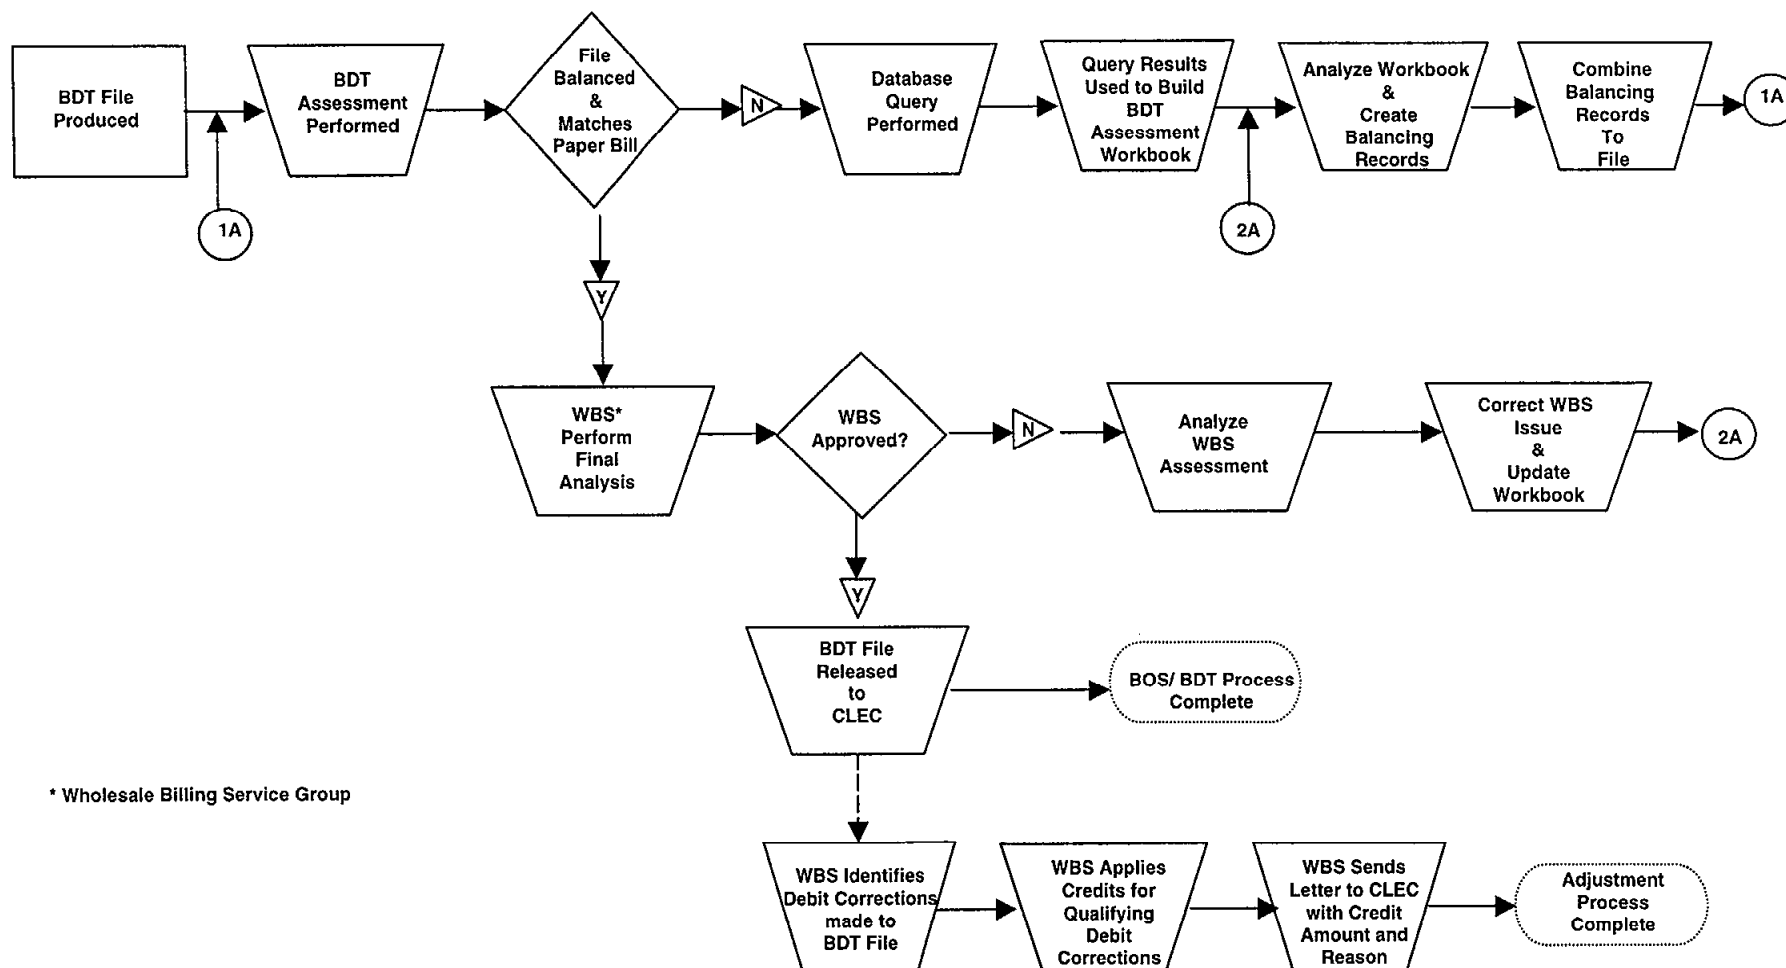 BDT File
Produced
BDT
Assessment
Performed
File
Balanced
&
Matches
Paper Bill
N
Database
Query
Performed
Query Results
Used to Build
BDT
Assessment
Workbook
Analyze Workbook
&
Create
Balancing
Records
Combine
Balancing
Records
To
File
1A
1A
2A
Y
WBS*
Perform
Final
Analysis
WBS
Approved?
N
Analyze
WBS
Assessment
Correct WBS
Issue
&
Update
Workbook
2A
Y
BDT File
Released
to
CLEC
BOS/ BDT Process
Complete
* Wholesale Billing Service Group
WBS Identifies
Debit Corrections
made to
BDT File
WBS Applies
Credits for
Qualifying
Debit
Corrections
WBS Sends
Letter to CLEC
with Credit
Amount and
Reason
Adjustment
Process
Complete